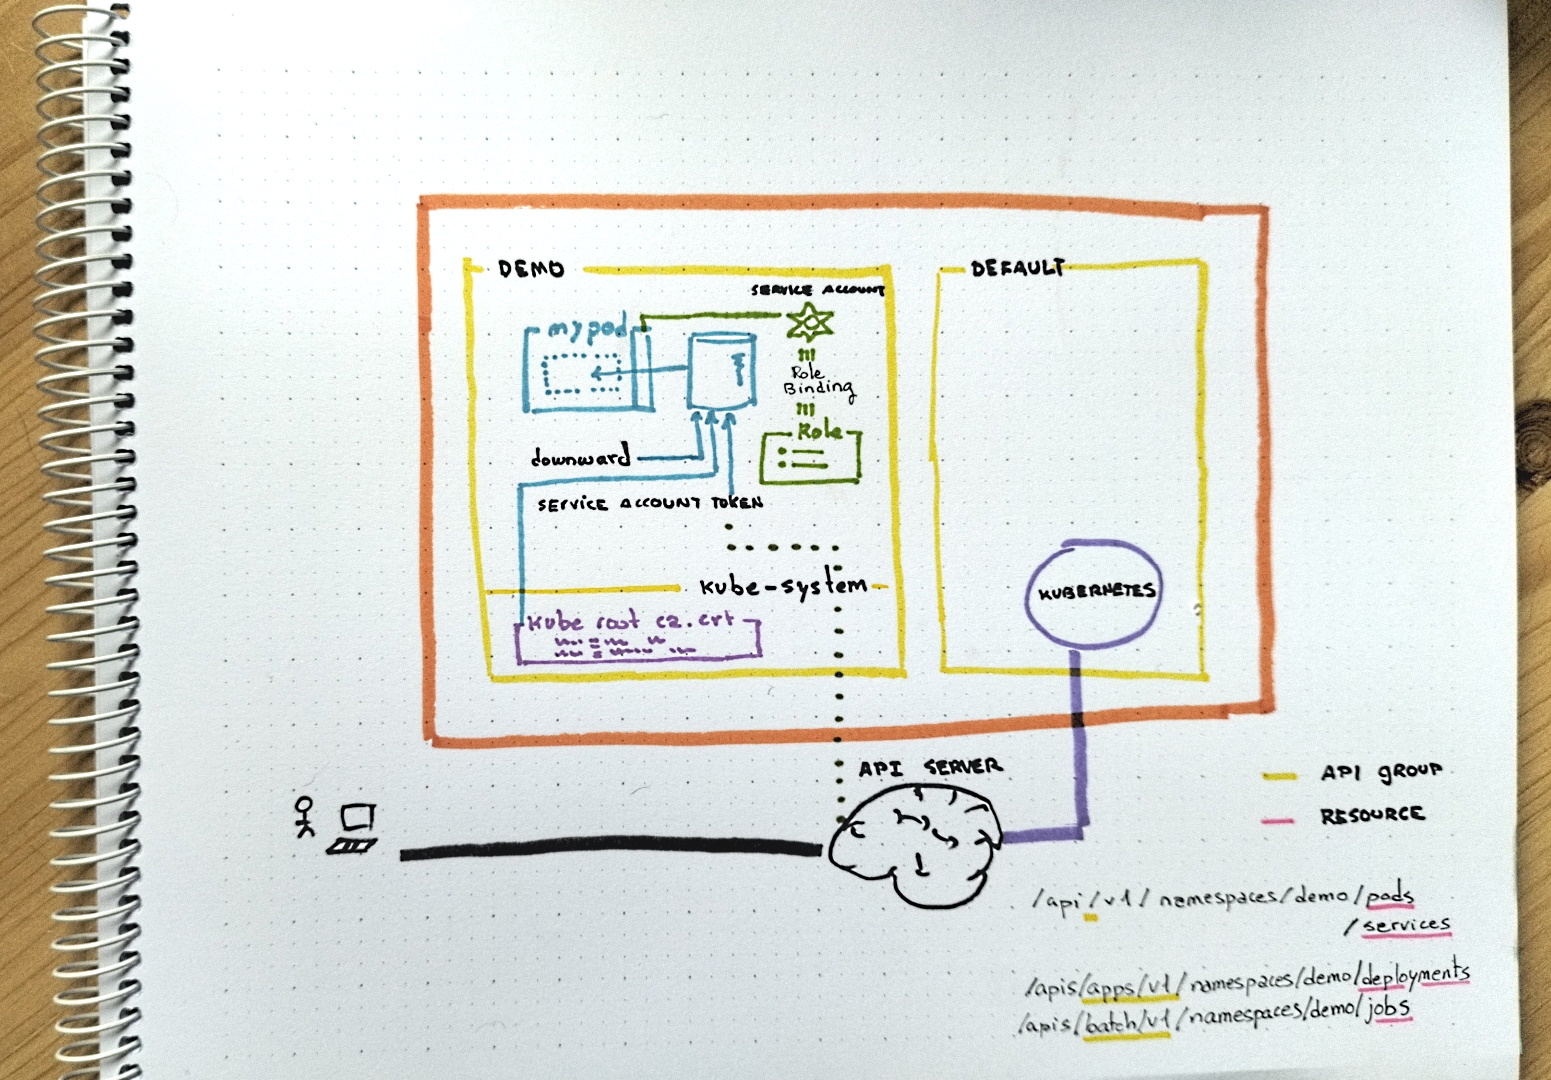 DEMO
DEFAULT
SERVICE ACCOUNT
mypod
Role
Binding
Role
downward
SERVICE ACCOUNT TOKEN
kube-system
KUBERNETES
kube root ca.crt
API SERVER
API GROUP
RESOURCE
/api/v1/namespaces/demo/pods
/services
/apis/apps/v1/namespaces/demo/deployments
/apis/batch/v1/namespaces/demo/jobs